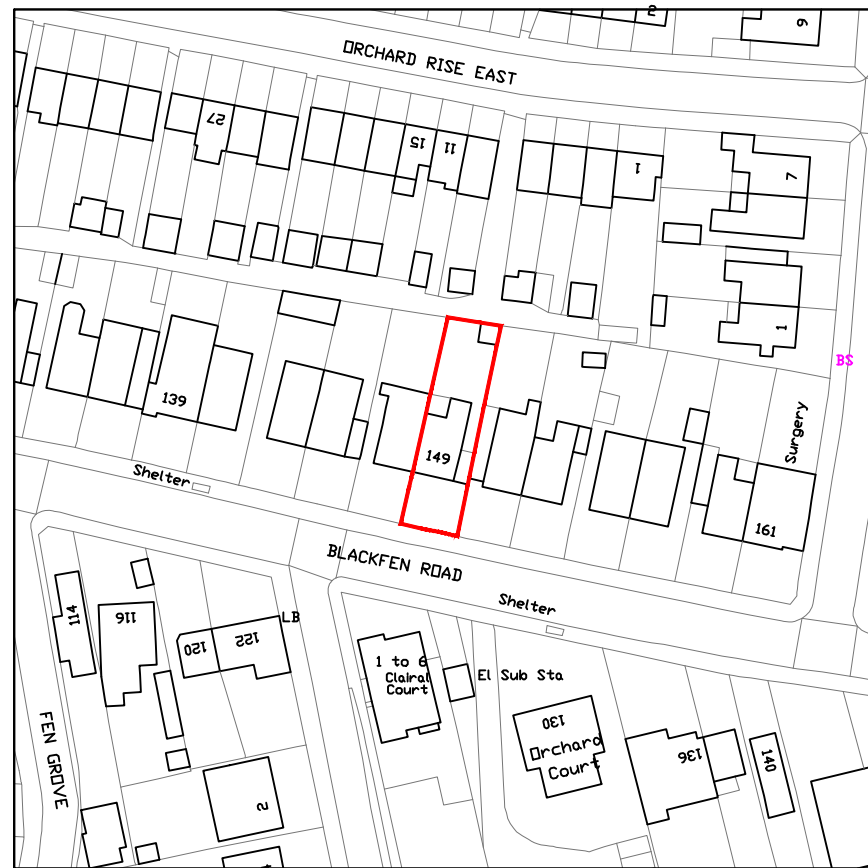 2
9
ORCHARD RISE EAST
27
15
11
1
7
1
BS
139
149
Surgery
161
Shelter
BLACKFEN ROAD
Shelter
114
116
120
122
LB
1 to 6
Clairal
Court
El Sub Sta
130
Orchard
Court
136
140
FEN GROVE
2